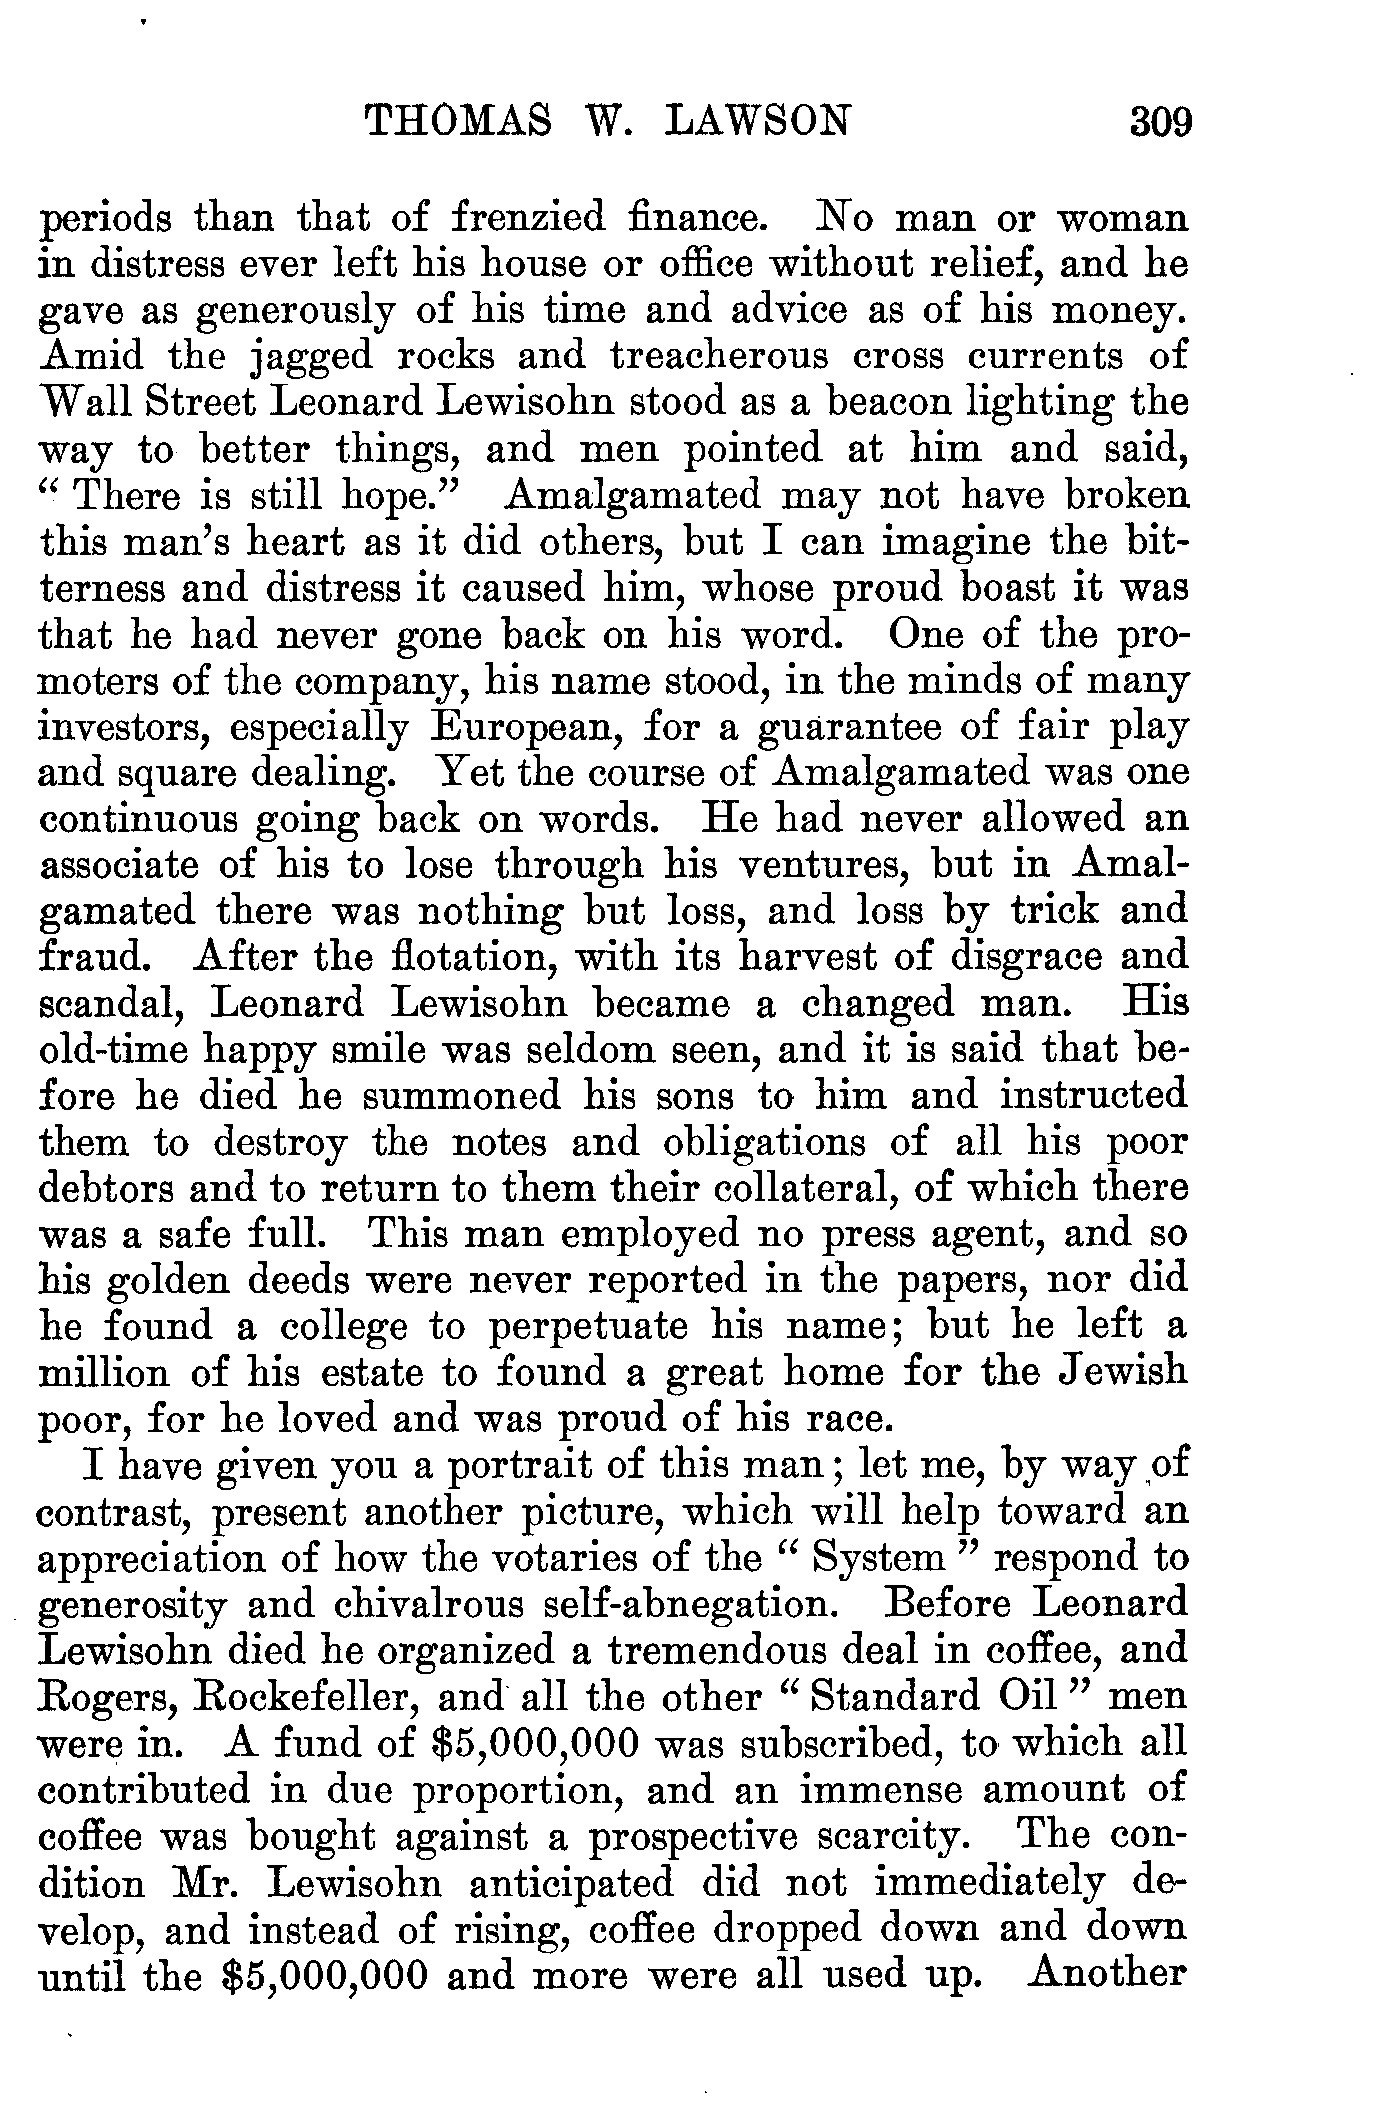 THOMAS W. LAWSON 309
periods than that of frenzied finance. No man or woman
in distress ever left his house or office without relief, and he
gave as generously of his time and advice as of his money.
Amid the jagged rocks and treacherous cross currents of
Wall Street Leonard Lewisohn stood as a beacon lighting the
way to better things, and men pointed at him and said,
“ There is still hope.” Amalgamated may not have broken
this man’s heart as it did others, but I can imagine the bit-
terness and distress it caused him, whose proud boast it was
that he had never gone back on his word. One of the pro-
moters of the company, his name stood, in the minds of many
investors, especially European, for a guarantee of fair play
and square dealing. Yet the course of Amalgamated was one
continuous going back on words. He had never allowed an
associate of his to lose through his ventures, but in Amal-
gamated there was nothing but loss, and loss by trick and
fraud. After the flotation, with its harvest of disgrace and
scandal, Leonard Lewisohn became a changed man. His
old-time happy smile was seldom seen, and it is said that be-
fore he died he summoned his sons to him and instructed
them to destroy the notes and obligations of all his poor
debtors and to return to them their collateral, of which there
was a safe full. This man employed no press agent, and so
his golden deeds were never reported in the papers, nor did
he found a college to perpetuate his name; but he left a
million of his estate to found a great home for the Jewish
poor, for he loved and was proud of his race.
I have given you a portrait of this man; let me, by way of
contrast, present another picture, which will help toward an
appreciation of how the votaries of the “ System ” respond to
generosity and chivalrous self-abnegation. Before Leonard
Lewisohn died he organized a tremendous deal in coffee, and
Rogers, Rockefeller, and all the other “ Standard Oil ” men
were in. A fund of $5,000,000 was subscribed, to which all
contributed in due proportion, and an immense amount of
coffee was bought against a prospective scarcity. The con-
dition Mr. Lewisohn anticipated did not immediately de-
velop, and instead of rising, coffee dropped down and down
until the $5,000,000 and more were all used up. Another